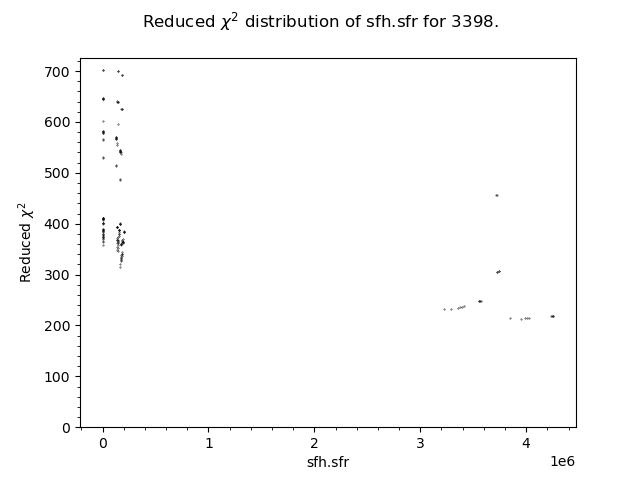 Reduced χ² distribution of sfh.sfr for 3398.
700
600
500
400
300
200
100
0
Reduced χ²
0 1 2 3 4
1e6
sfh.sfr